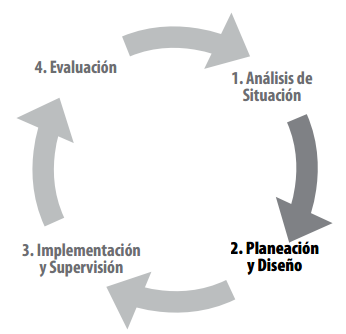 1. Análisis de
Situación
2. Planeación
y Diseño
3. Implementación
y Supervisión
4. Evaluación